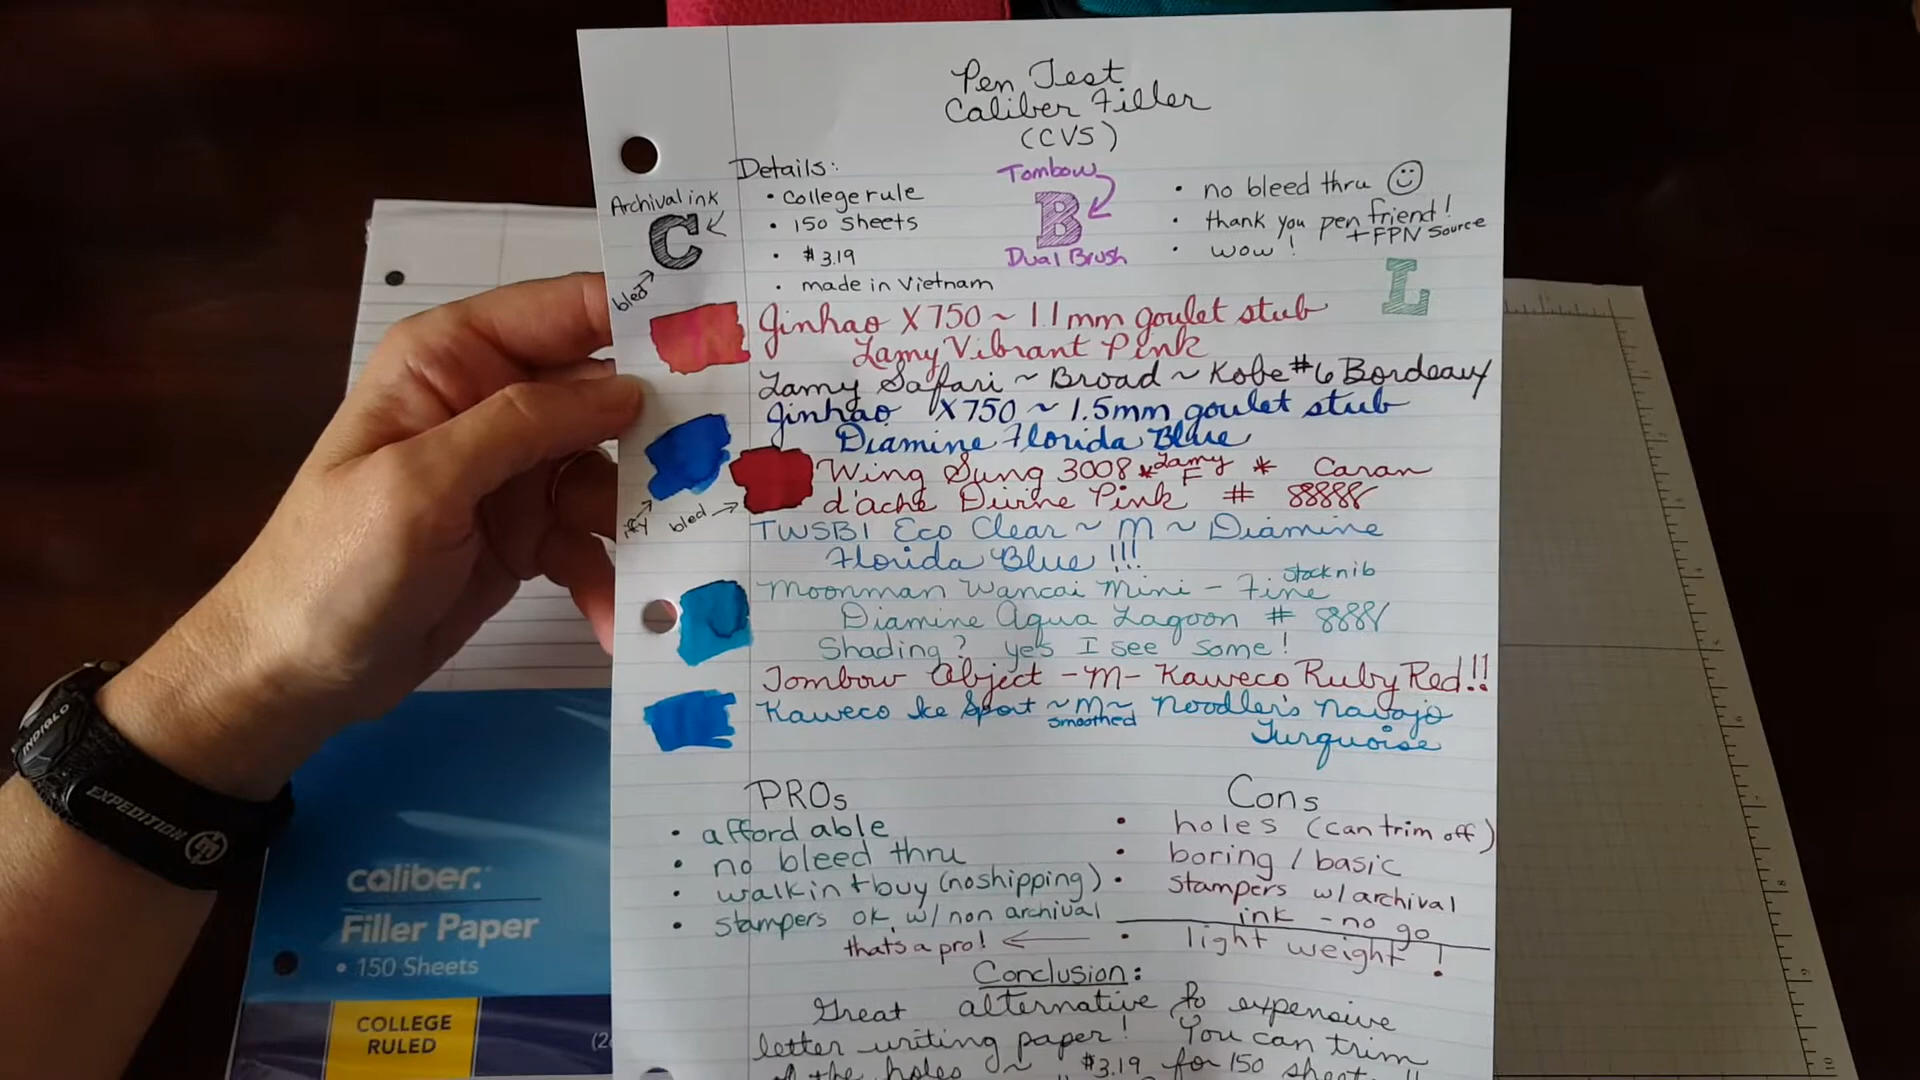 Pen Test
Caliber Filler
(CVS)
Details:
• College rule
• 150 Sheets
• $3.19
• made in Vietnam
Archival ink
C
bled
Tombow
B
Dual Brush
• no bleed thru ☺
• thank you pen friend!
+ FPN Source
• wow!
L
Jinhao X750 ~ 1.1mm goulet stub
Lamy Vibrant Pink
Lamy Safari ~ Broad ~ Kobe #6 Bordeaux
Jinhao X750 ~ 1.5mm goulet stub
Diamine Florida Blue
Wing Sung 3008 * Lamy F * Caran
d'ache Divine Pink # 88888
iffy
bled
TWSBI Eco Clear ~ M ~ Diamine
Florida Blue!!!
Moonman Wancai Mini - Fine stock nib
Diamine Aqua Lagoon # 8888
Shading? yes I see some!
Tombow Object - M - Kaweco Ruby Red!!
Kaweco Ice Sport ~M~ Noodler's Navajo
smoothed
Turquoise
PROs
• affordable
• no bleed thru
• walk in + buy (no shipping)
• stampers ok w/ non archival
that's a pro! ←
Cons
• holes (can trim off)
• boring / basic
• stampers w/ archival
ink - no go
• light weight!
Conclusion:
Great alternative to expensive
letter writing paper! You can trim
off the holes ~ $3.19 for 150 sheets!!
INDIGLO
EXPEDITION
caliber.
Filler Paper
• 150 Sheets
COLLEGE
RULED